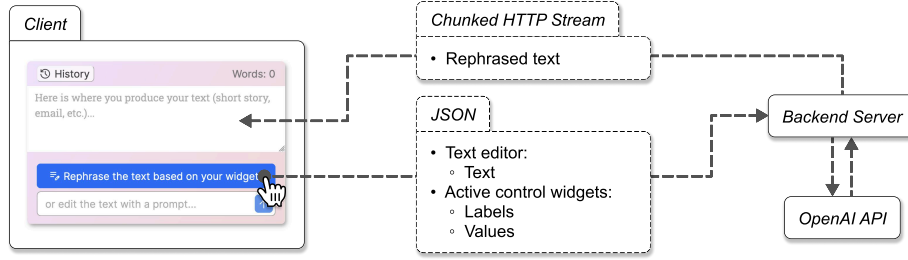 Client
History
Words: 0
Here is where you produce your text (short story,
email, etc.)...
Rephrase the text based on your widget
or edit the text with a prompt...
Chunked HTTP Stream
• Rephrased text
JSON
• Text editor:
◦ Text
• Active control widgets:
◦ Labels
◦ Values
Backend Server
OpenAI API